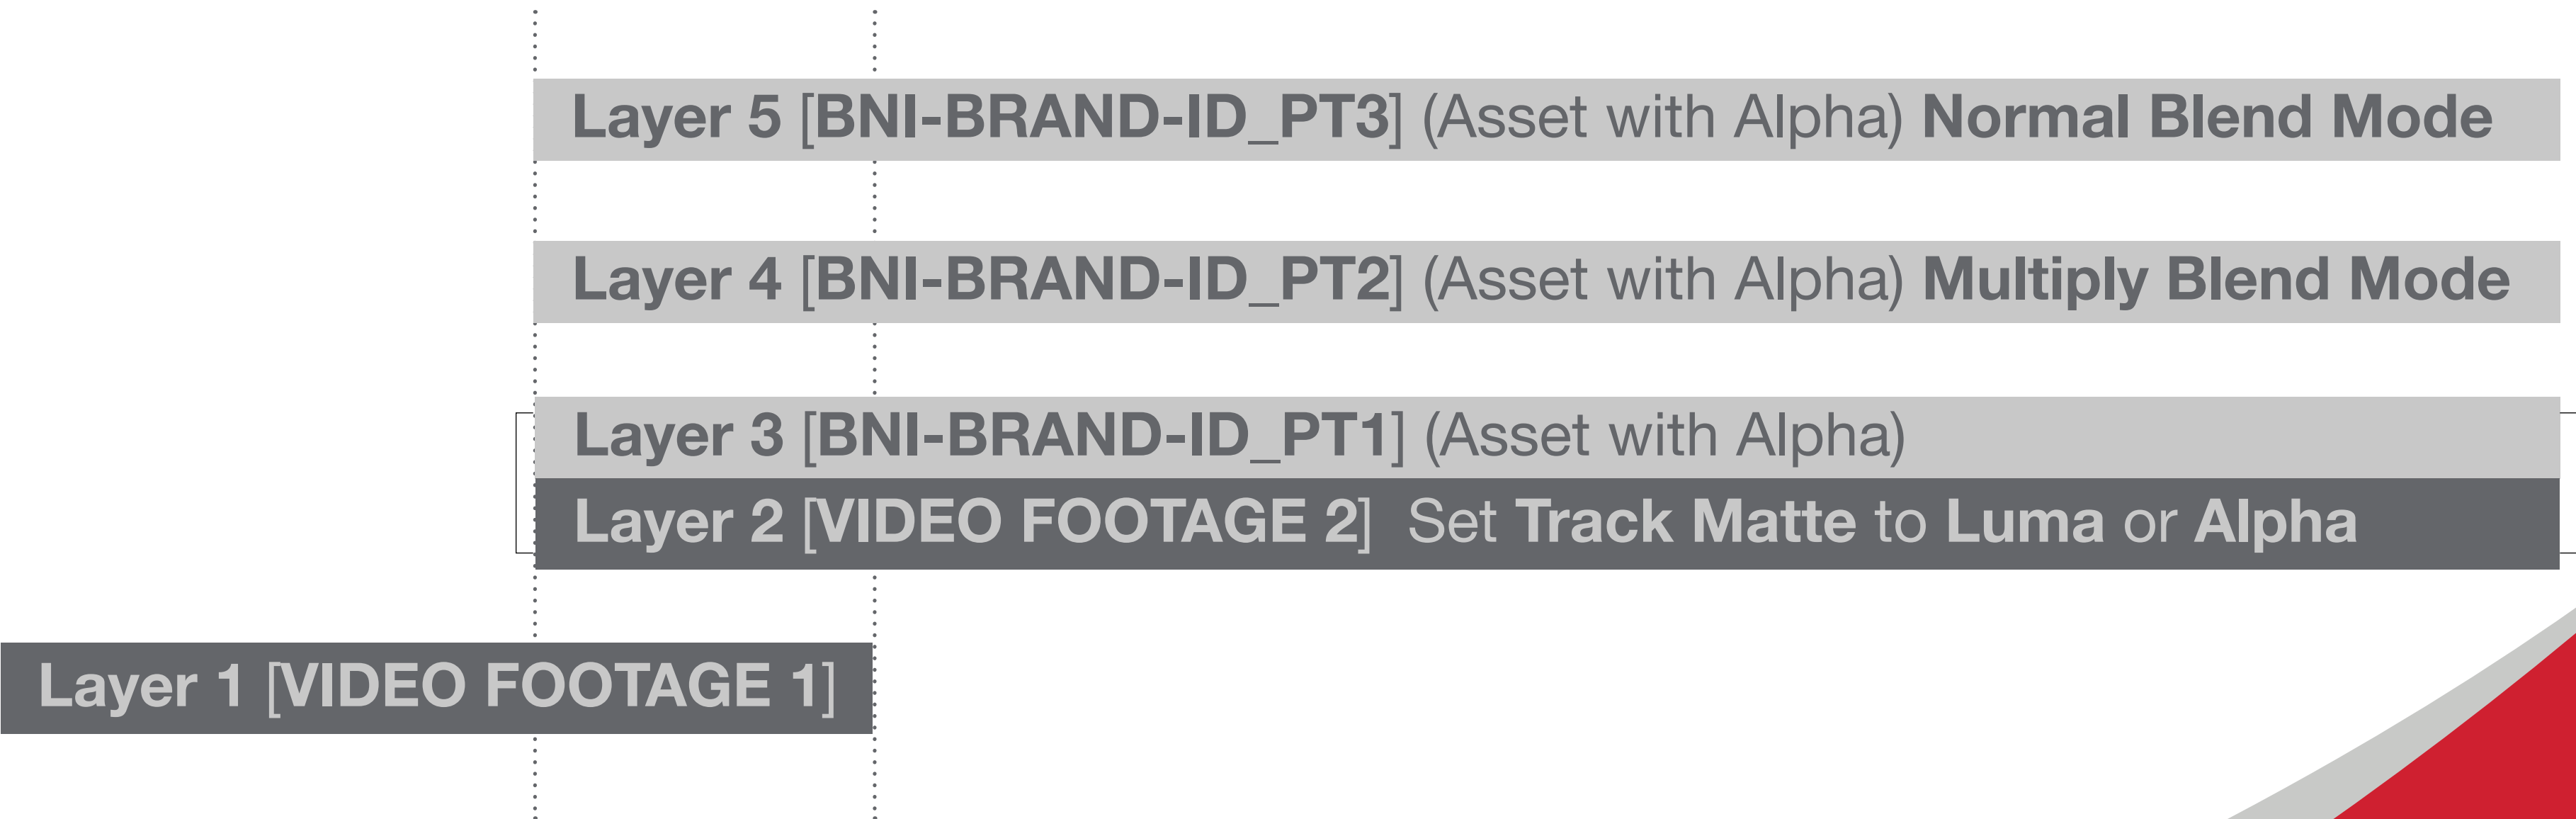 Layer 5 [BNI-BRAND-ID_PT3] (Asset with Alpha) Normal Blend Mode
Layer 4 [BNI-BRAND-ID_PT2] (Asset with Alpha) Multiply Blend Mode
Layer 3 [BNI-BRAND-ID_PT1] (Asset with Alpha)
Layer 2 [VIDEO FOOTAGE 2]  Set Track Matte to Luma or Alpha
Layer 1 [VIDEO FOOTAGE 1]